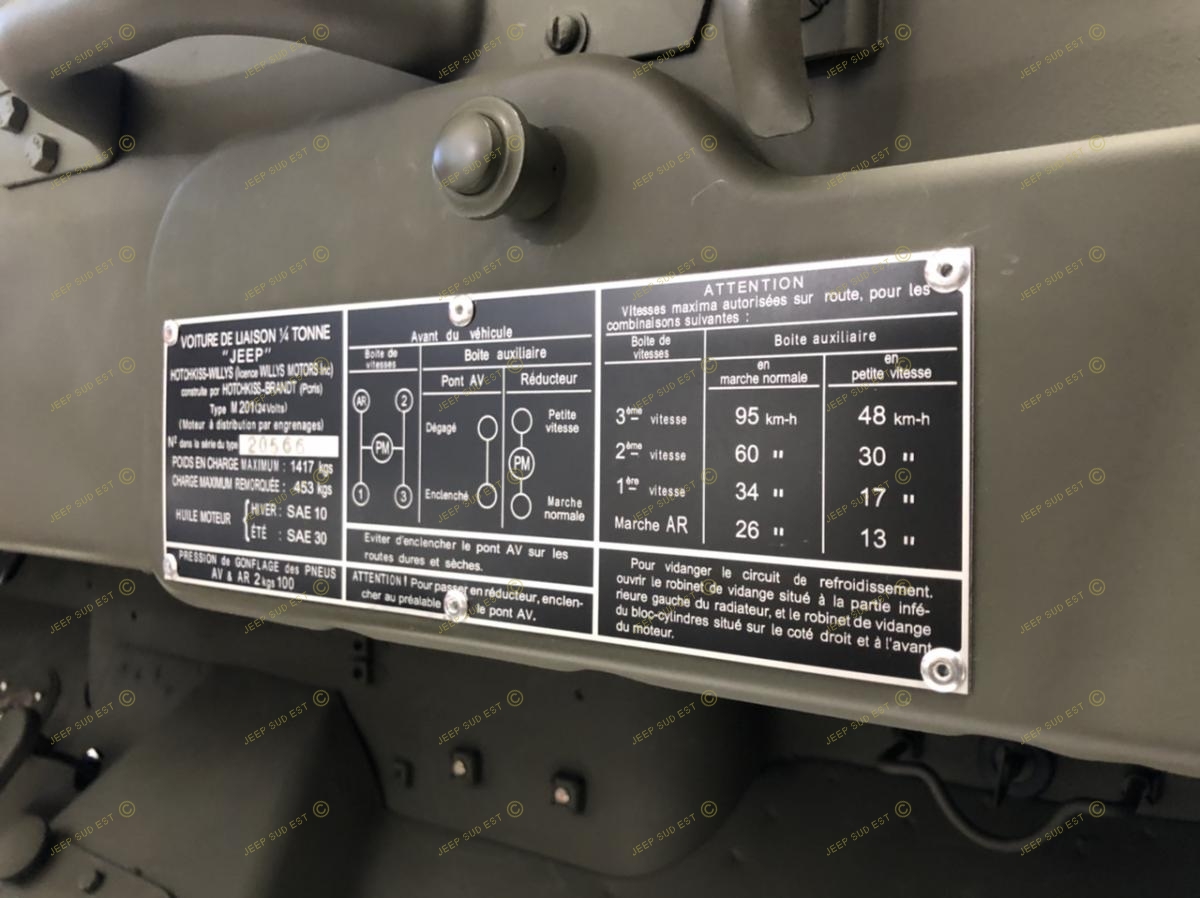 VOITURE DE LIAISON ¼ TONNE
"JEEP"
HOTCHKISS-WILLYS (licence WILLYS MOTORS Inc)
construite par HOTCHKISS-BRANDT (Paris)
Type M 201 (24 Volts)
(Moteur à distribution par engrenages)
N° dans la série du type 20566
POIDS EN CHARGE MAXIMUM : 1417 kgs
CHARGE MAXIMUM REMORQUÉE : 453 kgs
HUILE MOTEUR { HIVER : SAE 10
ÉTÉ : SAE 30
PRESSION de GONFLAGE des PNEUS
AV & AR 2 kgs 100
Avant du véhicule
Boîte de
vitesses
AR 2
PM
1 3
Boîte auxiliaire
Pont AV
Dégagé
Enclenché
Réducteur
Petite
vitesse
PM
Marche
normale
Eviter d'enclencher le pont AV sur les
routes dures et sèches.
ATTENTION ! Pour passer en réducteur, enclen-
cher au préalable le pont AV.
ATTENTION
Vitesses maxima autorisées sur route, pour les
combinaisons suivantes :
Boîte de
vitesses
Boîte auxiliaire
en
marche normale
en
petite vitesse
3ème vitesse 95 km-h 48 km-h
2ème vitesse 60 " 30 "
1ère vitesse 34 " 17 "
Marche AR 26 " 13 "
Pour vidanger le circuit de refroidissement.
ouvrir le robinet de vidange situé à la partie infé-
rieure gauche du radiateur, et le robinet de vidange
du bloc-cylindres situé sur le coté droit et à l'avant
du moteur.
JEEP SUD EST ©